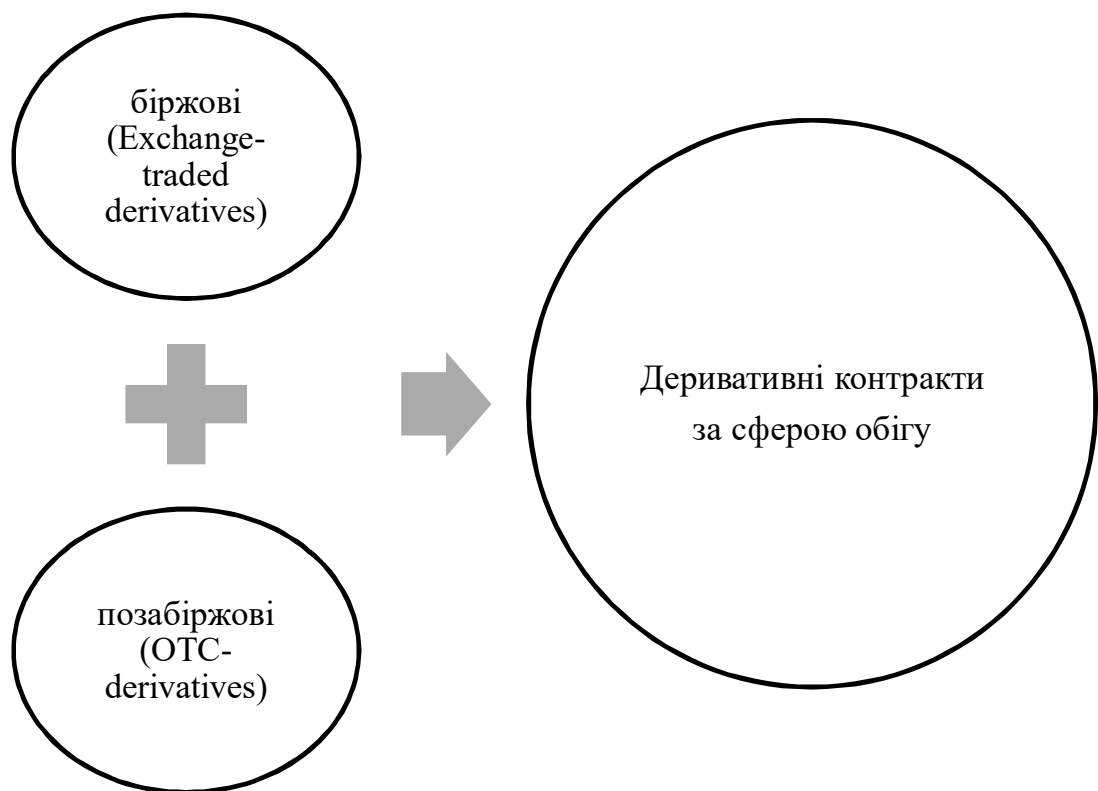 біржові
(Exchange-
traded
derivatives)
Деривативні контракти
за сферою обігу
позабіржові
(OTC-
derivatives)